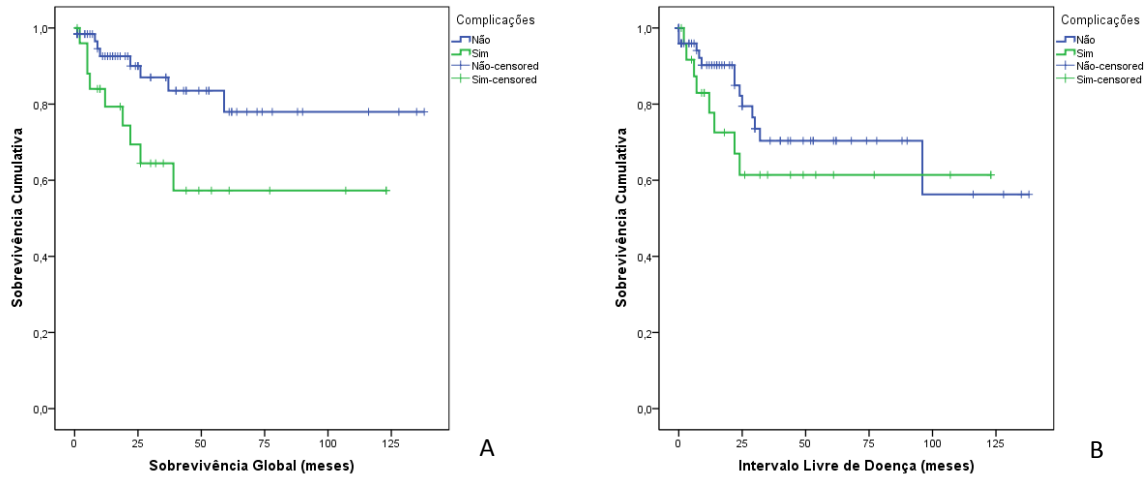 Complicações
Não
Sim
Não-censored
Sim-censored
1,0
0,8
0,6
0,4
0,2
0,0
Sobrevivência Cumulativa
0 25 50 75 100 125
Sobrevivência Global (meses)
A
Complicações
Não
Sim
Não-censored
Sim-censored
1,0
0,8
0,6
0,4
0,2
0,0
Sobrevivência Cumulativa
0 25 50 75 100 125
Intervalo Livre de Doença (meses)
B